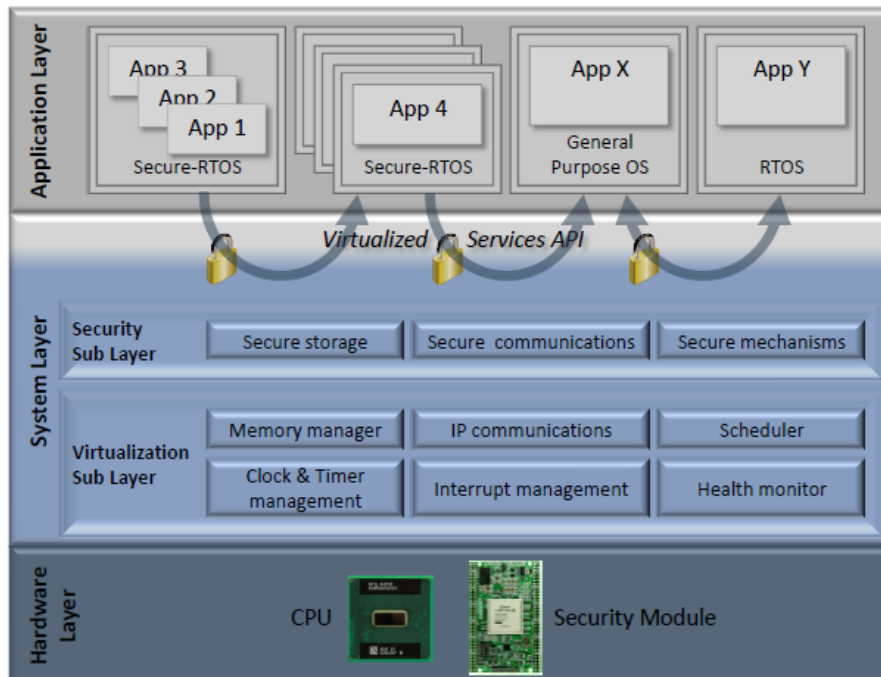 Application Layer
App 3
App 2
App 1
Secure-RTOS
App 4
Secure-RTOS
App X
General
Purpose OS
App Y
RTOS
Virtualized Services API
System Layer
Security
Sub Layer
Secure storage
Secure communications
Secure mechanisms
Virtualization
Sub Layer
Memory manager
IP communications
Scheduler
Clock & Timer
management
Interrupt management
Health monitor
Hardware
Layer
CPU
Security Module